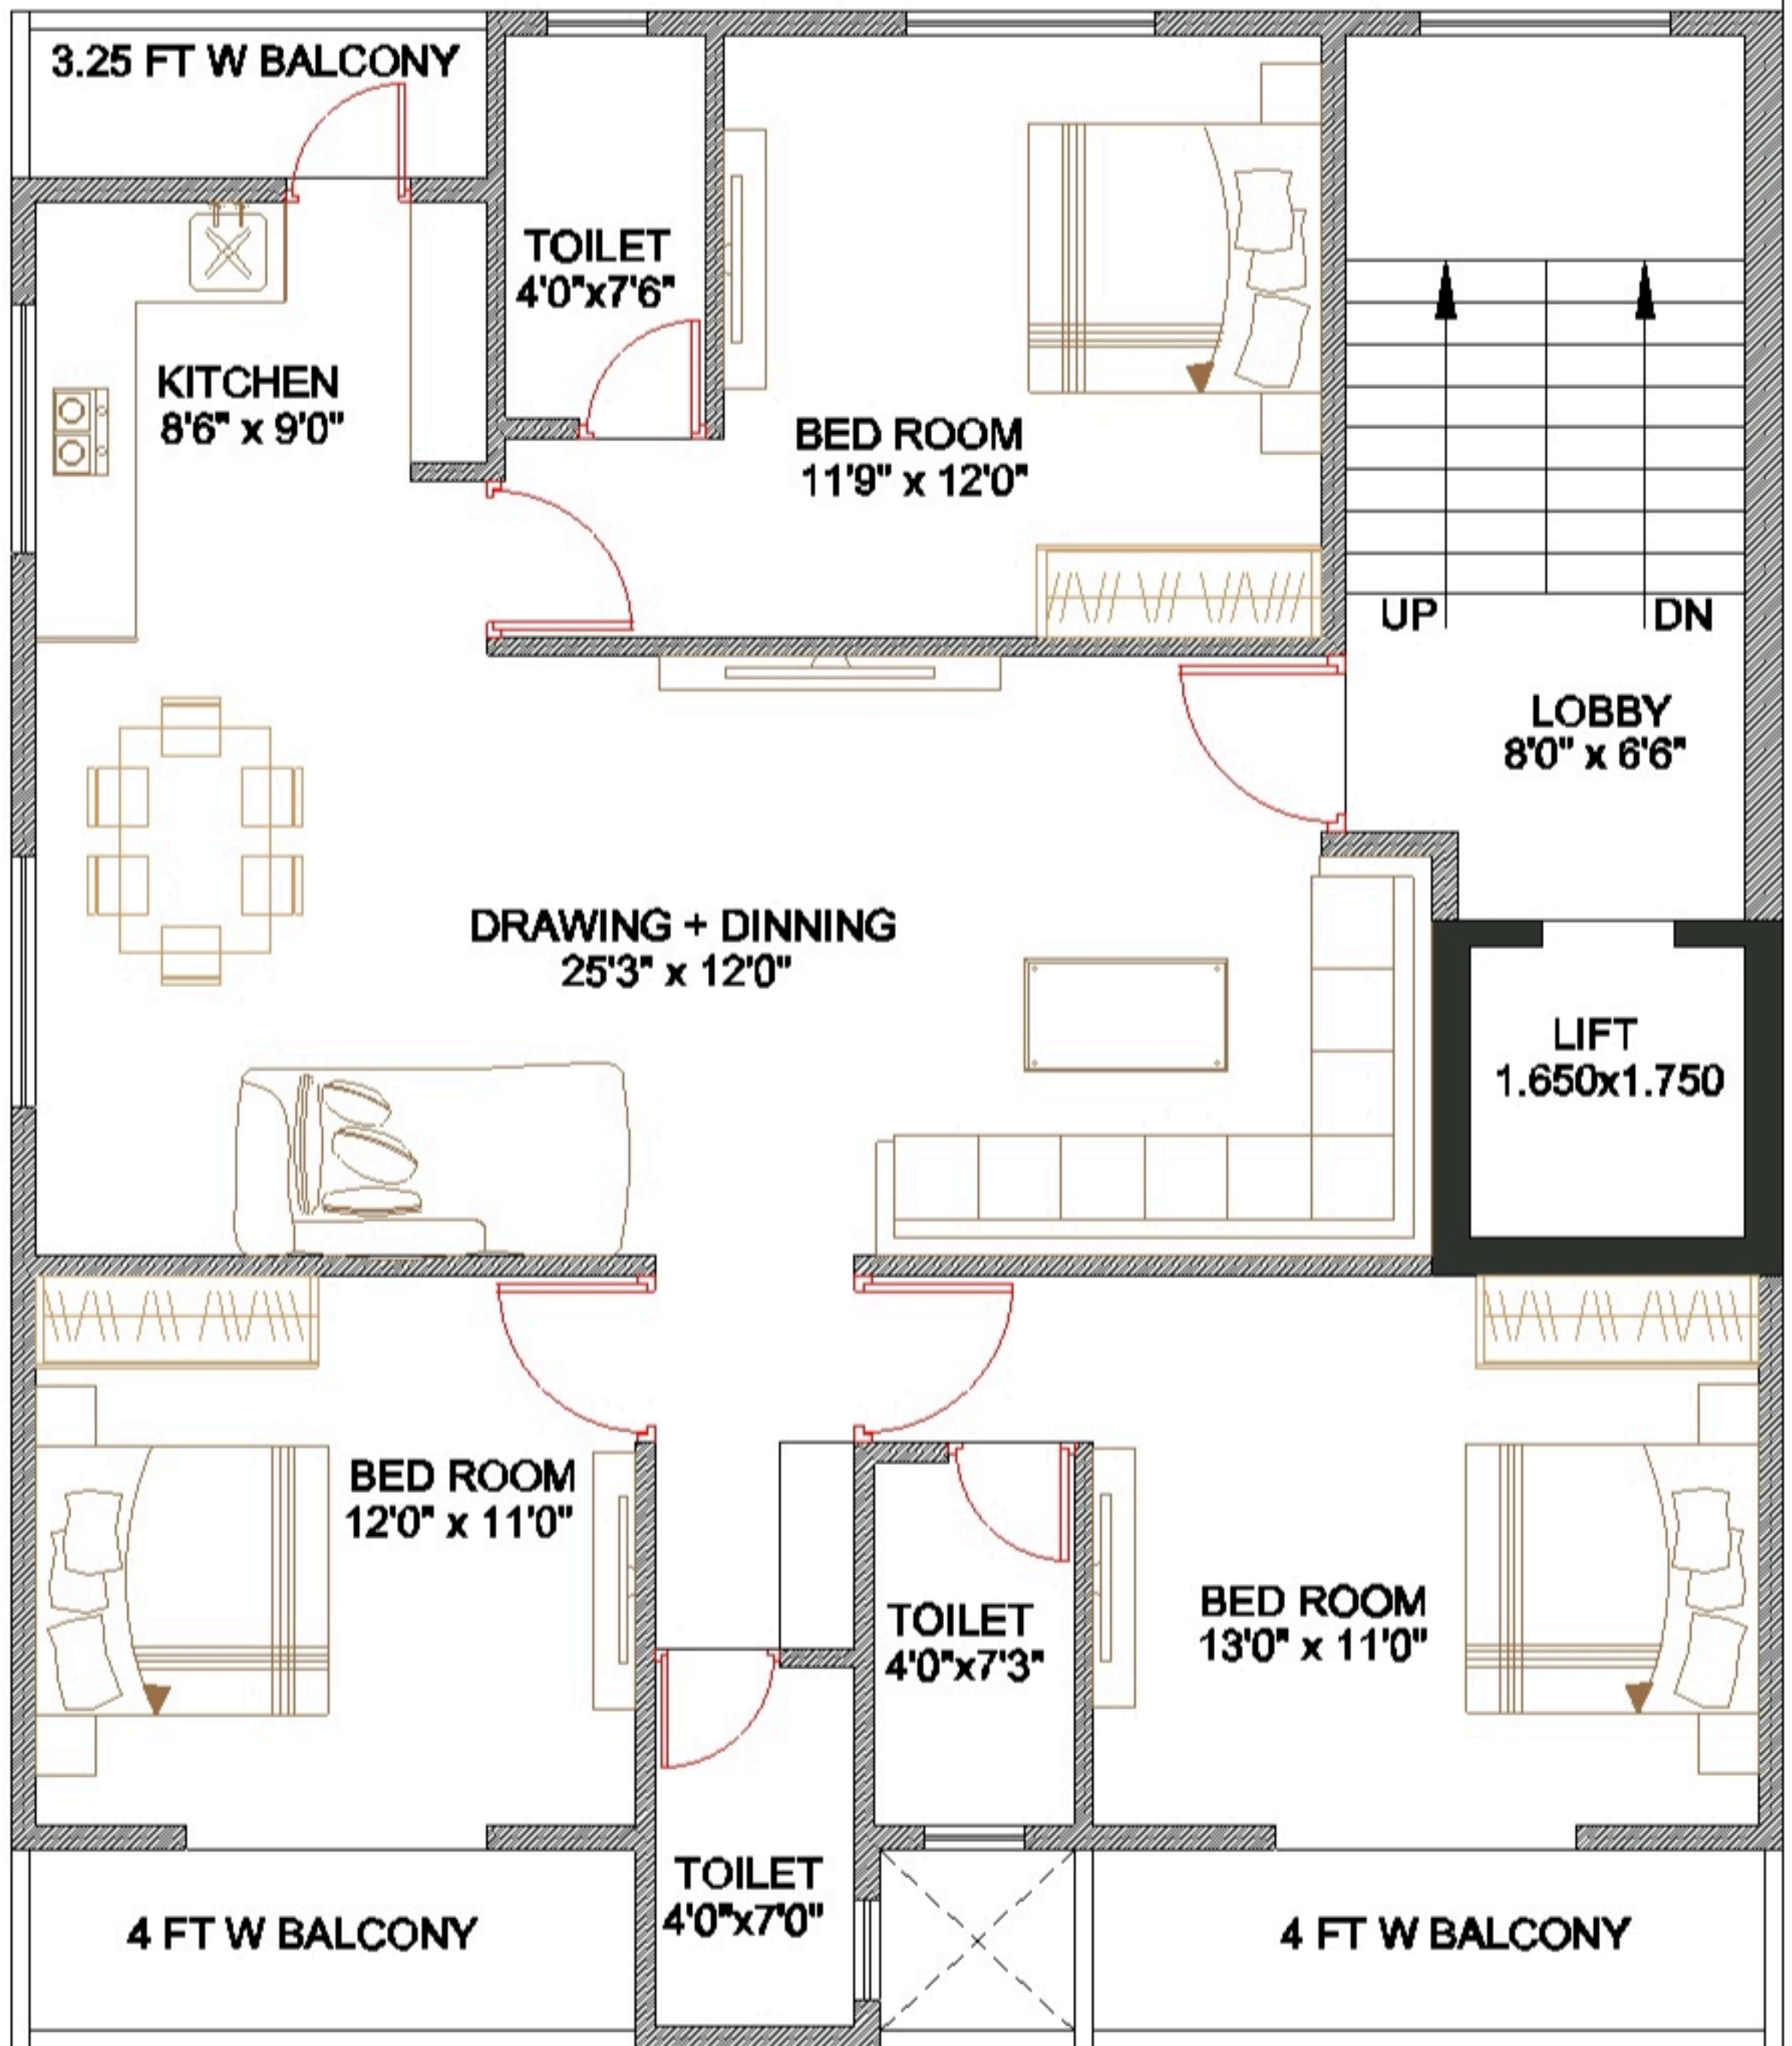 3.25 FT W BALCONY
TOILET
4'0"x7'6"
KITCHEN
8'6" x 9'0"
BED ROOM
11'9" x 12'0"
UP
DN
LOBBY
8'0" x 6'6"
DRAWING + DINNING
25'3" x 12'0"
LIFT
1.650x1.750
BED ROOM
12'0" x 11'0"
TOILET
4'0"x7'3"
BED ROOM
13'0" x 11'0"
TOILET
4'0"x7'0"
4 FT W BALCONY
4 FT W BALCONY